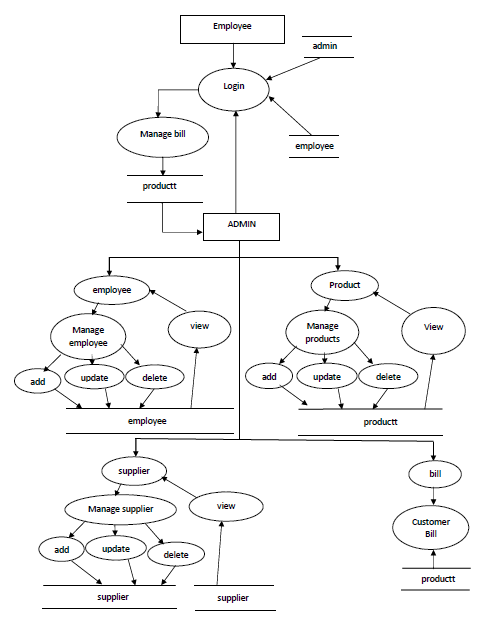 Employee
admin
Login
Manage bill
employee
productt
ADMIN
employee
Product
view
Manage
employee
Manage
products
View
add
update
delete
add
update
delete
employee
productt
supplier
bill
Manage supplier
view
Customer
Bill
add
update
delete
productt
supplier
supplier